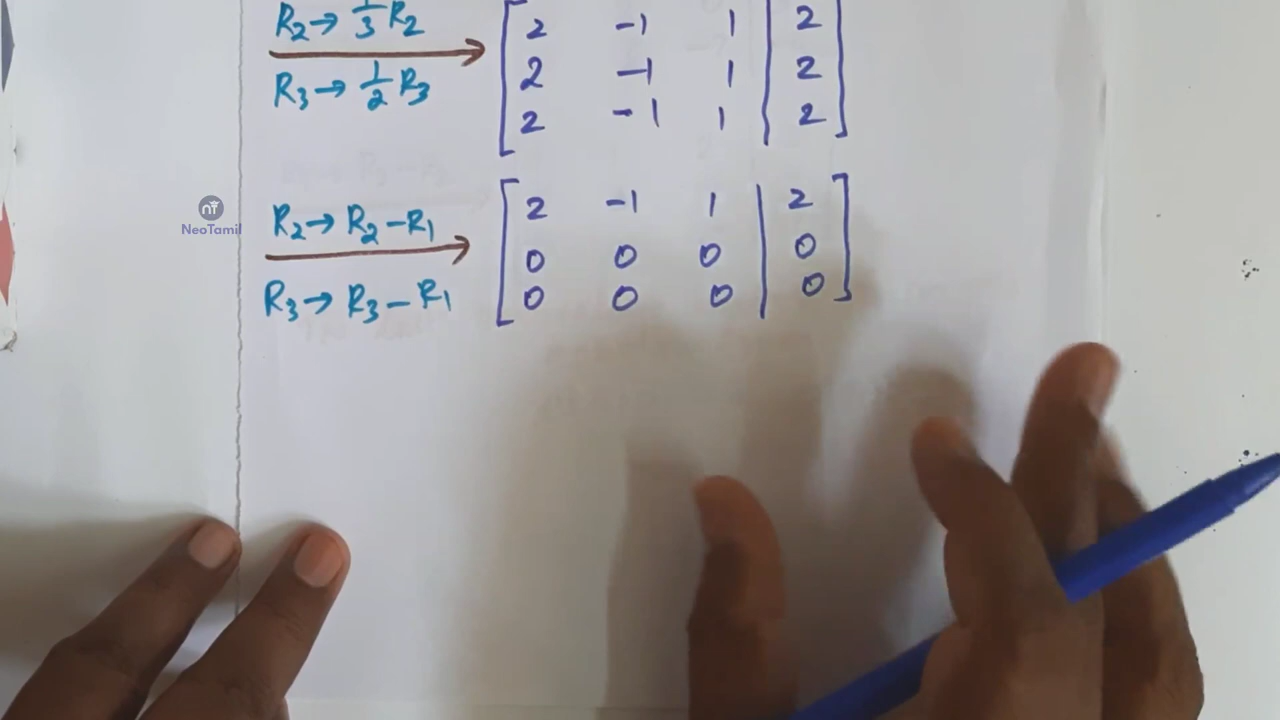 R₂→ 1/3 R₂
R₃→ 1/2 R₃
[2 -1 1 | 2]
[2 -1 1 | 2]
[2 -1 1 | 2]
R₂→ R₂ -R₁
R₃→ R₃ - R₁
[2 -1 1 | 2]
[0 0 0 | 0]
[0 0 0 | 0]
NT
NeoTamil